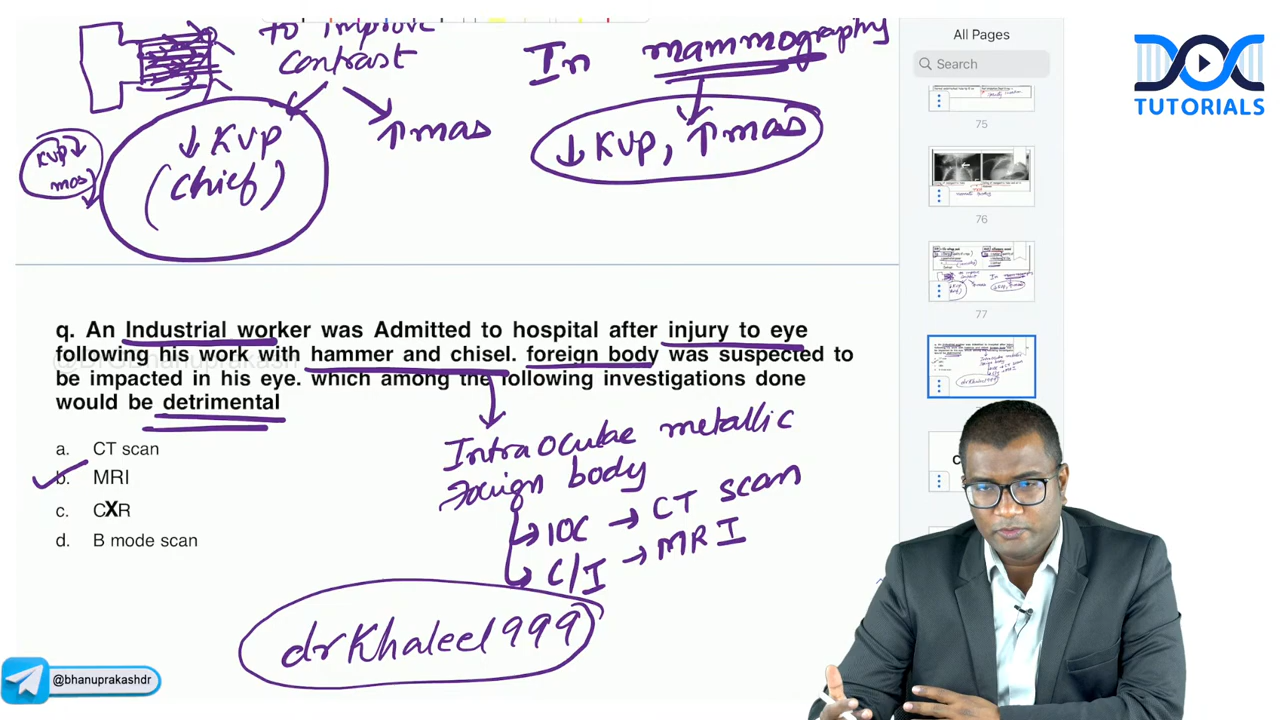 to improve
contrast
In mammography
↓ KVP
(Chief)
↑ mas
↓ KVP, ↑ mas
KVP ↓
mas ↓
q. An Industrial worker was Admitted to hospital after injury to eye
following his work with hammer and chisel. foreign body was suspected to
be impacted in his eye. which among the following investigations done
would be detrimental
a. CT scan
b. MRI
c. CXR
d. B mode scan
metallic
body
→ IOC → CT scan
→ C/I → MRI
drKhaleel999
@bhanuprakashdr
All Pages
Search
75
76
77
DOC
TUTORIALS